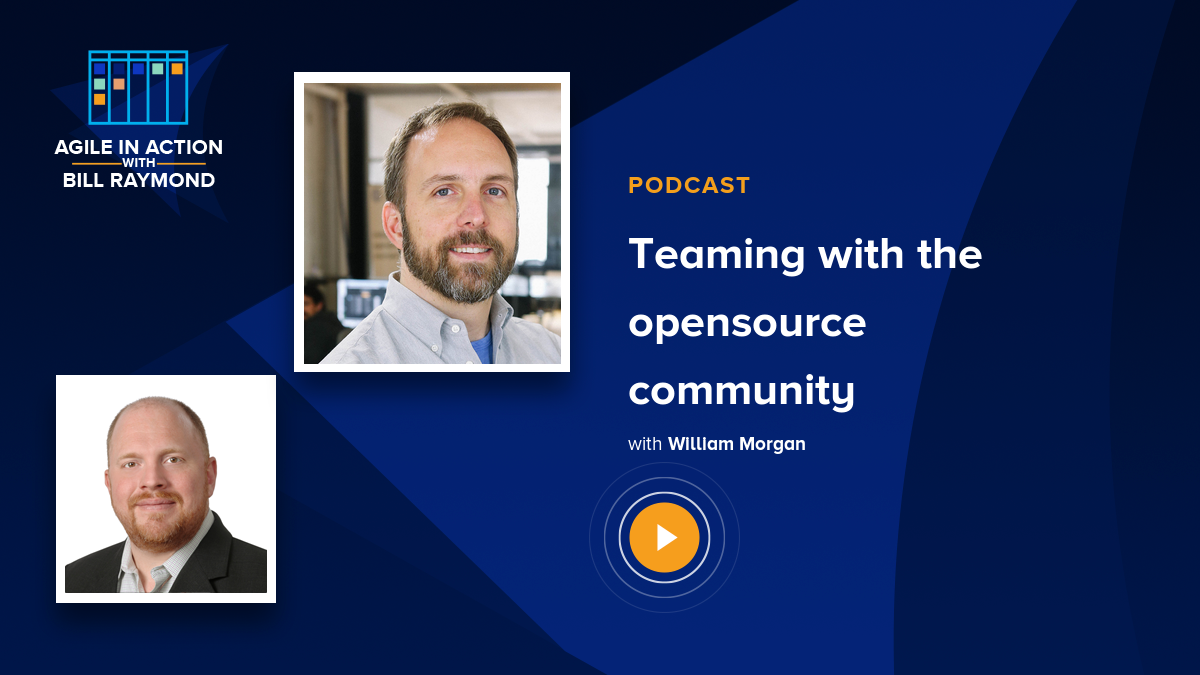 AGILE IN ACTION
WITH
BILL RAYMOND
PODCAST
Teaming with the
opensource
community
with William Morgan